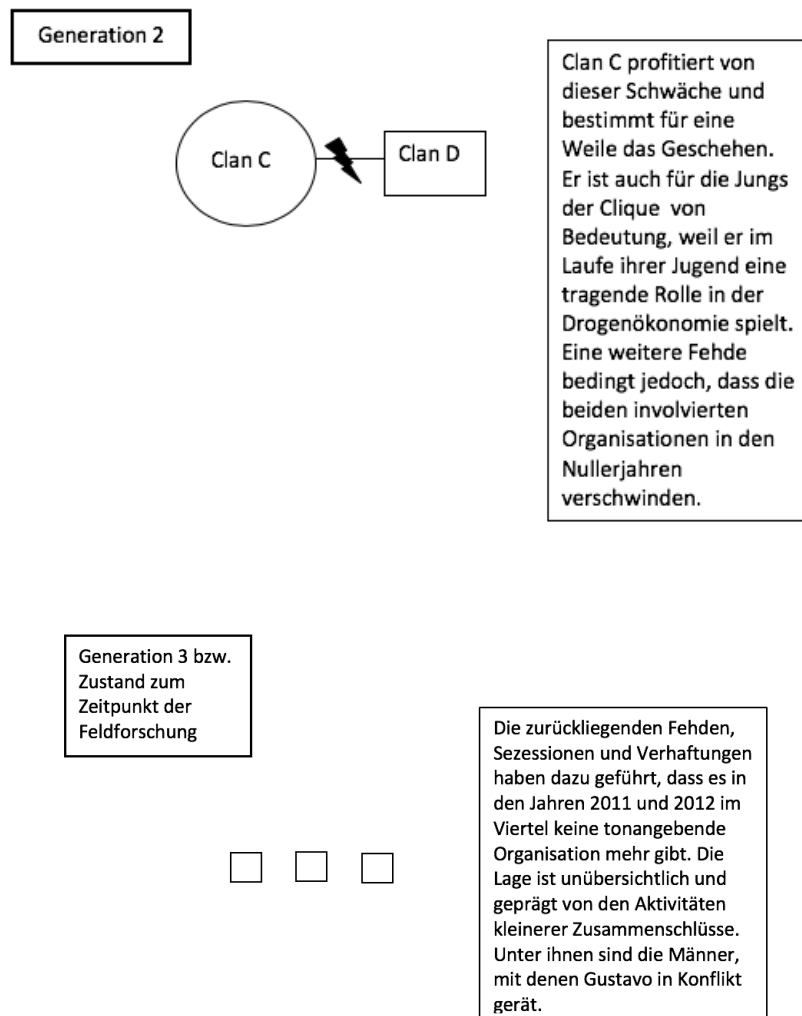 Generation 2
Clan C
Clan D
Clan C profitiert von
dieser Schwäche und
bestimmt für eine
Weile das Geschehen.
Er ist auch für die Jungs
der Clique von
Bedeutung, weil er im
Laufe ihrer Jugend eine
tragende Rolle in der
Drogenökonomie spielt.
Eine weitere Fehde
bedingt jedoch, dass die
beiden involvierten
Organisationen in den
Nullerjahren
verschwinden.
Generation 3 bzw.
Zustand zum
Zeitpunkt der
Feldforschung
Die zurückliegenden Fehden,
Sezessionen und Verhaftungen
haben dazu geführt, dass es in
den Jahren 2011 und 2012 im
Viertel keine tonangebende
Organisation mehr gibt. Die
Lage ist unübersichtlich und
geprägt von den Aktivitäten
kleinerer Zusammenschlüsse.
Unter ihnen sind die Männer,
mit denen Gustavo in Konflikt
gerät.